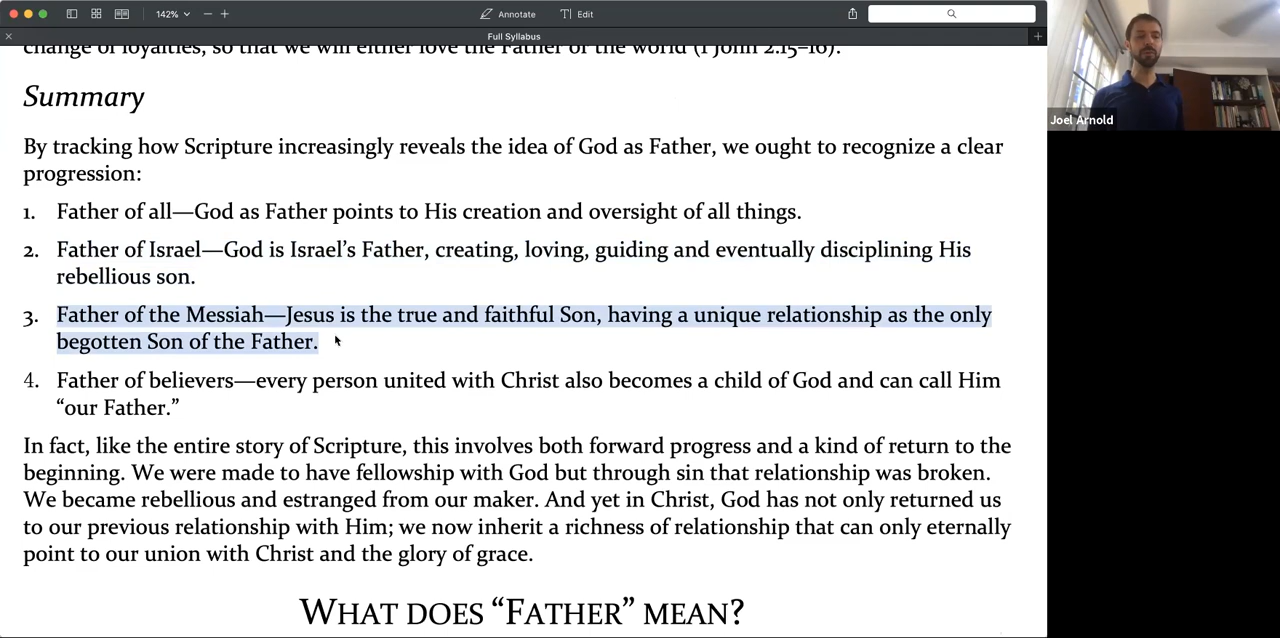 142%
Annotate
Edit
Full Syllabus
change of loyalties, so that we will either love the Father or the world (1 John 2:15–16).
Summary
By tracking how Scripture increasingly reveals the idea of God as Father, we ought to recognize a clear
progression:
1. Father of all—God as Father points to His creation and oversight of all things.
2. Father of Israel—God is Israel’s Father, creating, loving, guiding and eventually disciplining His
rebellious son.
3. Father of the Messiah—Jesus is the true and faithful Son, having a unique relationship as the only
begotten Son of the Father.
4. Father of believers—every person united with Christ also becomes a child of God and can call Him
“our Father.”
In fact, like the entire story of Scripture, this involves both forward progress and a kind of return to the
beginning. We were made to have fellowship with God but through sin that relationship was broken.
We became rebellious and estranged from our maker. And yet in Christ, God has not only returned us
to our previous relationship with Him; we now inherit a richness of relationship that can only eternally
point to our union with Christ and the glory of grace.
WHAT DOES “FATHER” MEAN?
Joel Arnold